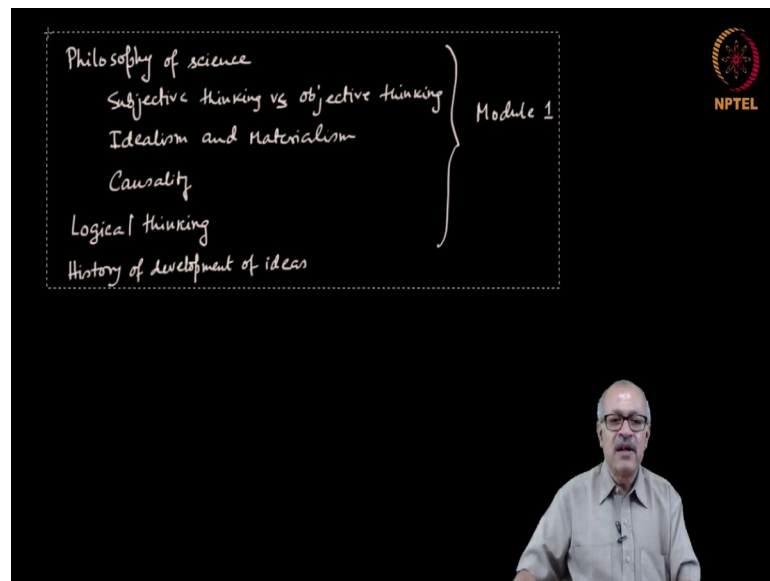 Philosophy of science
Subjective thinking vs objective thinking
Idealism and Materialism
Causality
Logical thinking
History of development of ideas
Module 1
NPTEL